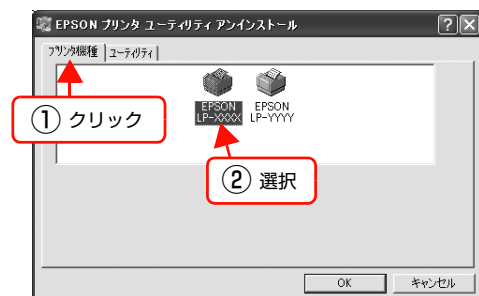 EPSON プリンタ ユーティリティ アンインストール
プリンタ機種 ユーティリティ
① クリック
EPSON LP-XXXX
EPSON LP-YYYY
② 選択
OK キャンセル